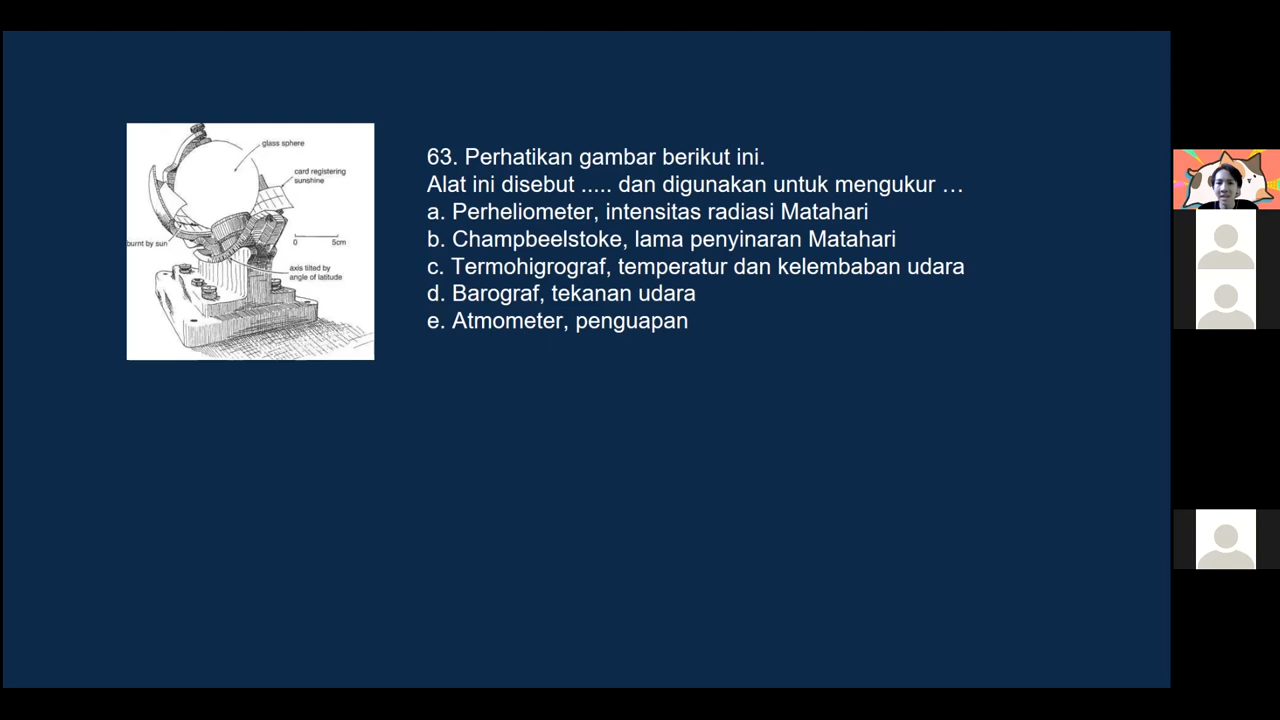 glass sphere
card registering
sunshine
burnt by sun
0 5cm
axis tilted by
angle of latitude
63. Perhatikan gambar berikut ini.
Alat ini disebut ..... dan digunakan untuk mengukur …
a. Perheliometer, intensitas radiasi Matahari
b. Champbeelstoke, lama penyinaran Matahari
c. Termohigrograf, temperatur dan kelembaban udara
d. Barograf, tekanan udara
e. Atmometer, penguapan